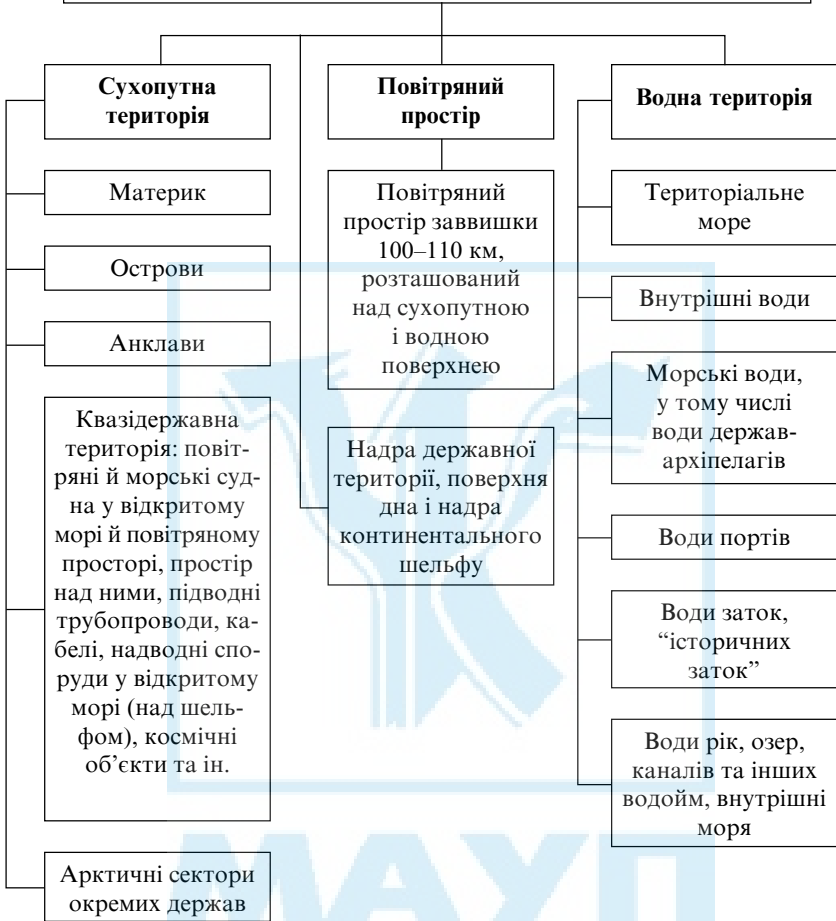 Сухопутна
територія
Материк
Острови
Анклави
Квазідержавна
територія: повіт-
ряні й морські суд-
на у відкритому
морі й повітряному
просторі, простір
над ними, підводні
трубопроводи, ка-
белі, надводні спо-
руди у відкритому
морі (над шель-
фом), космічні
об’єкти та ін.
Арктичні сектори
окремих держав
Повітряний
простір
Повітряний
простір заввишки
100–110 км,
розташований
над сухопутною
і водною
поверхнею
Надра державної
території, поверхня
дна і надра
континентального
шельфу
Водна територія
Територіальне
море
Внутрішні води
Морські води,
у тому числі
води держав-
архіпелагів
Води портів
Води заток,
“історичних
заток”
Води рік, озер,
каналів та інших
водойм, внутрішні
моря
МАУП